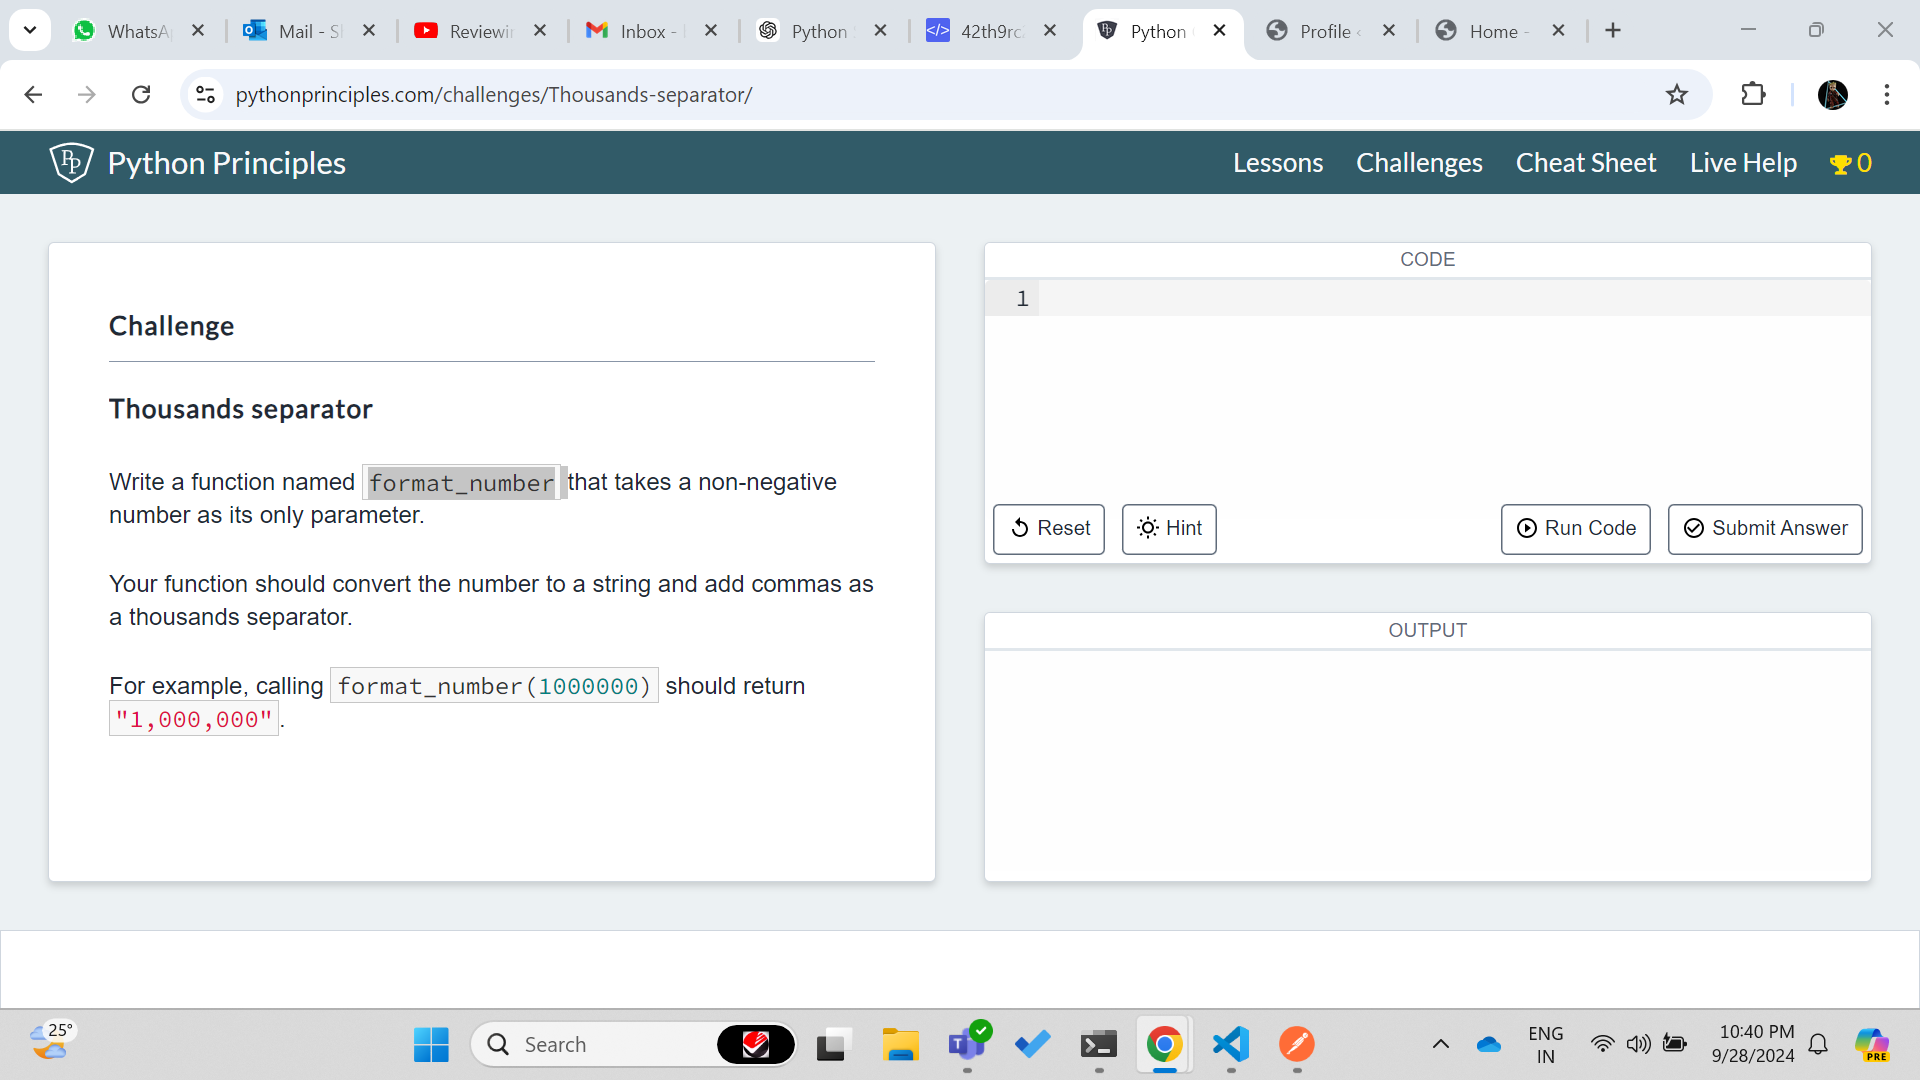 WhatsA
Mail - S
Reviewin
Inbox -
Python
42th9rc
Python
Profile
Home -
pythonprinciples.com/challenges/Thousands-separator/
Python Principles
Lessons
Challenges
Cheat Sheet
Live Help
0
Challenge
Thousands separator
Write a function named format_number that takes a non-negative
number as its only parameter.
Your function should convert the number to a string and add commas as
a thousands separator.
For example, calling format_number(1000000) should return
"1,000,000".
CODE
1
Reset
Hint
Run Code
Submit Answer
OUTPUT
25°
Search
ENG
IN
10:40 PM
9/28/2024
PRE